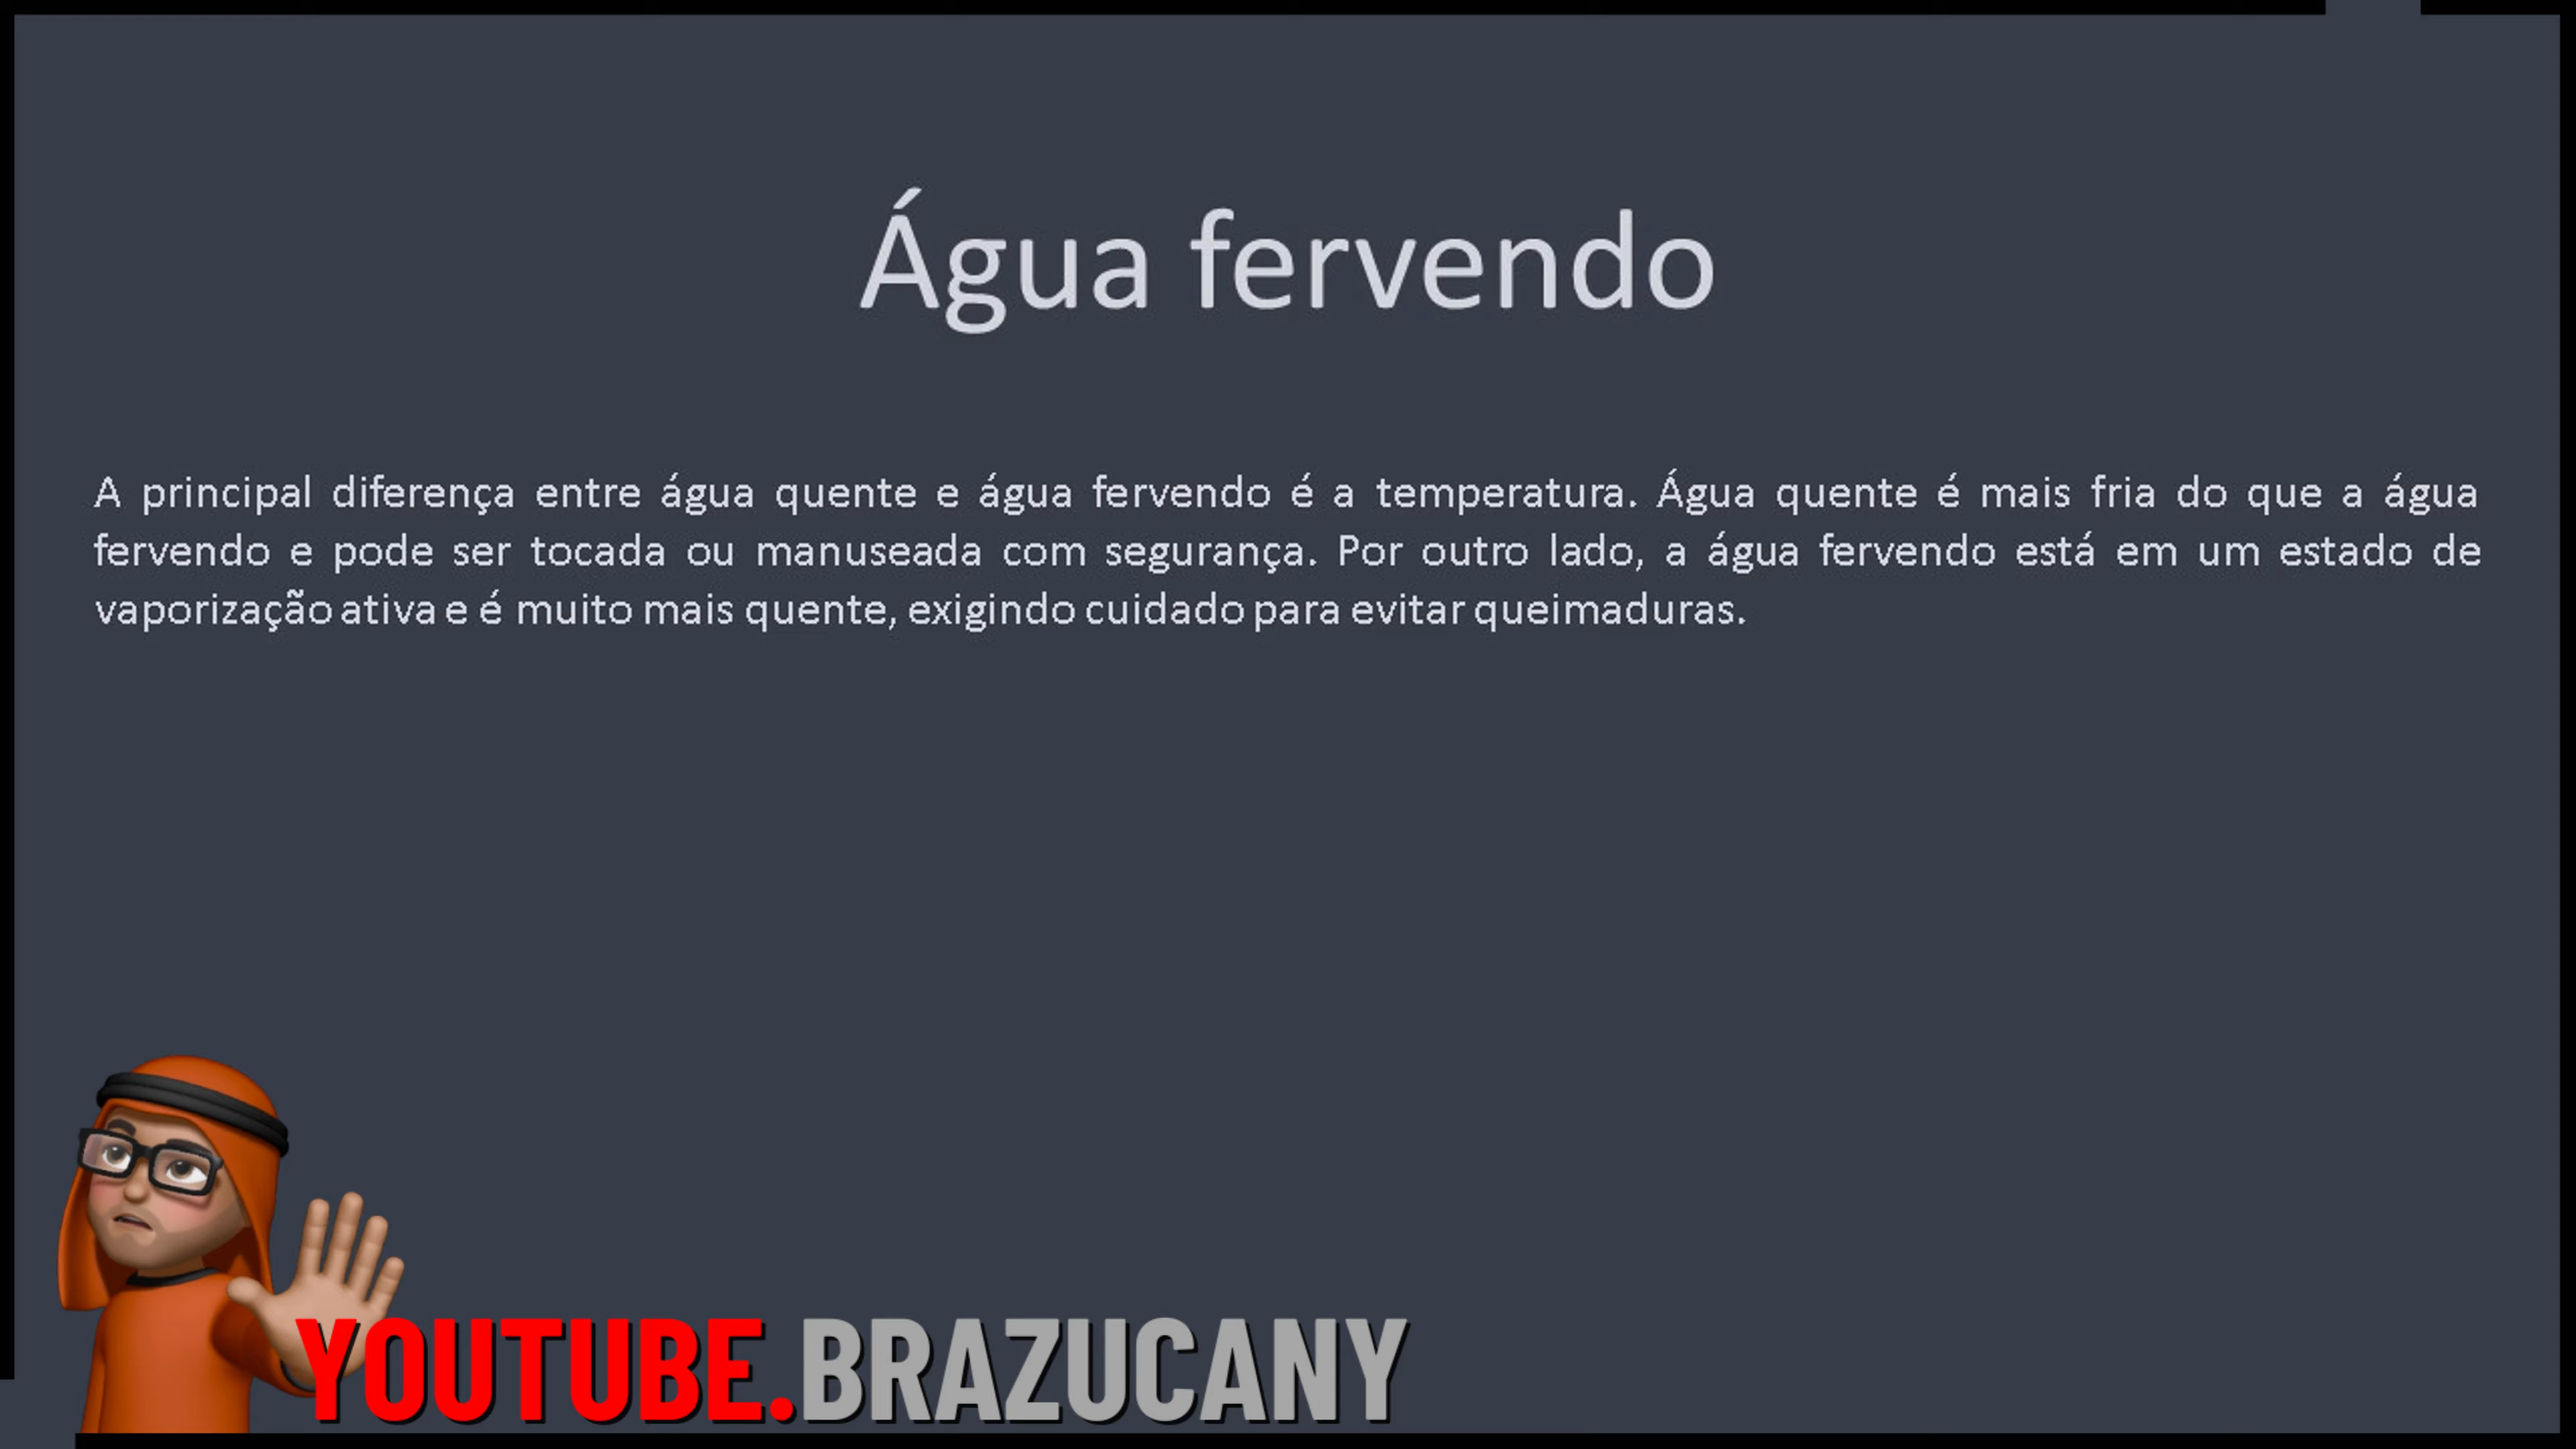 Água fervendo
A principal diferença entre água quente e água fervendo é a temperatura. Água quente é mais fria do que a água
fervendo e pode ser tocada ou manuseada com segurança. Por outro lado, a água fervendo está em um estado de
vaporização ativa e é muito mais quente, exigindo cuidado para evitar queimaduras.
YOUTUBE.BRAZUCANY